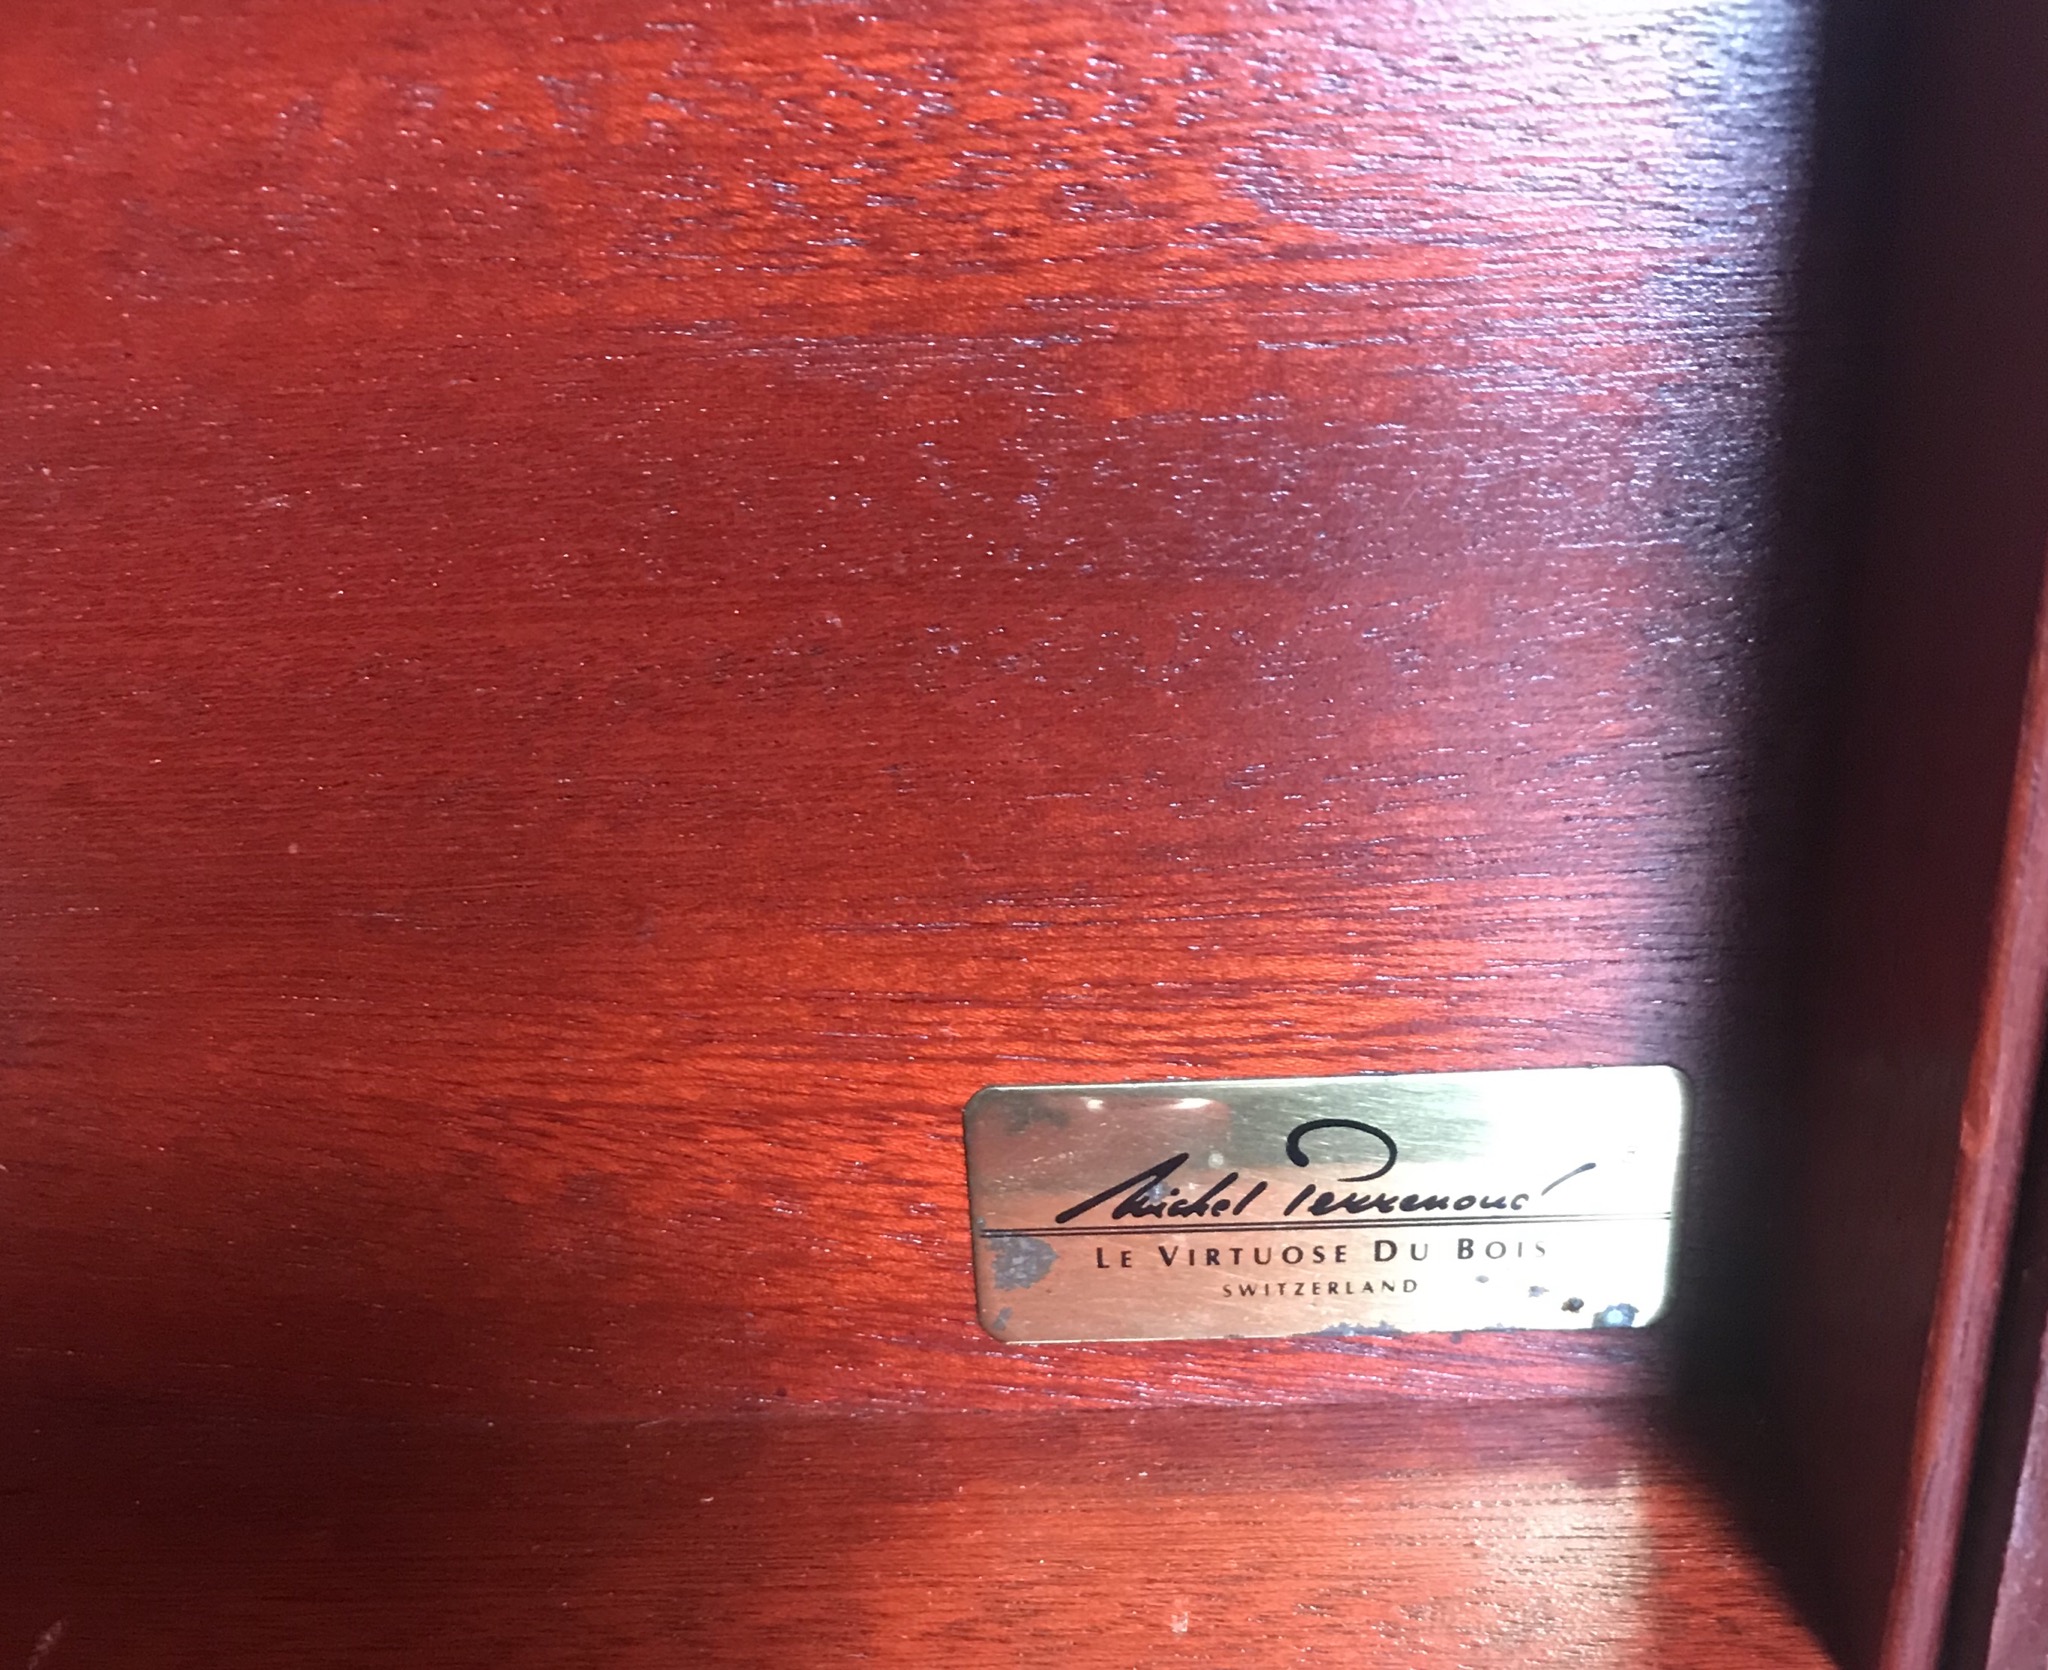 Michel Perrenoud
LE VIRTUOSE DU BOIS
SWITZERLAND